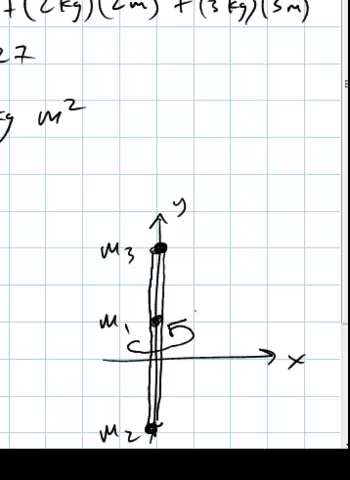 + (2 kg)(2 m) + (3 kg)(3 m)
27
kg m²
y
m₃
m₁
x
m₂